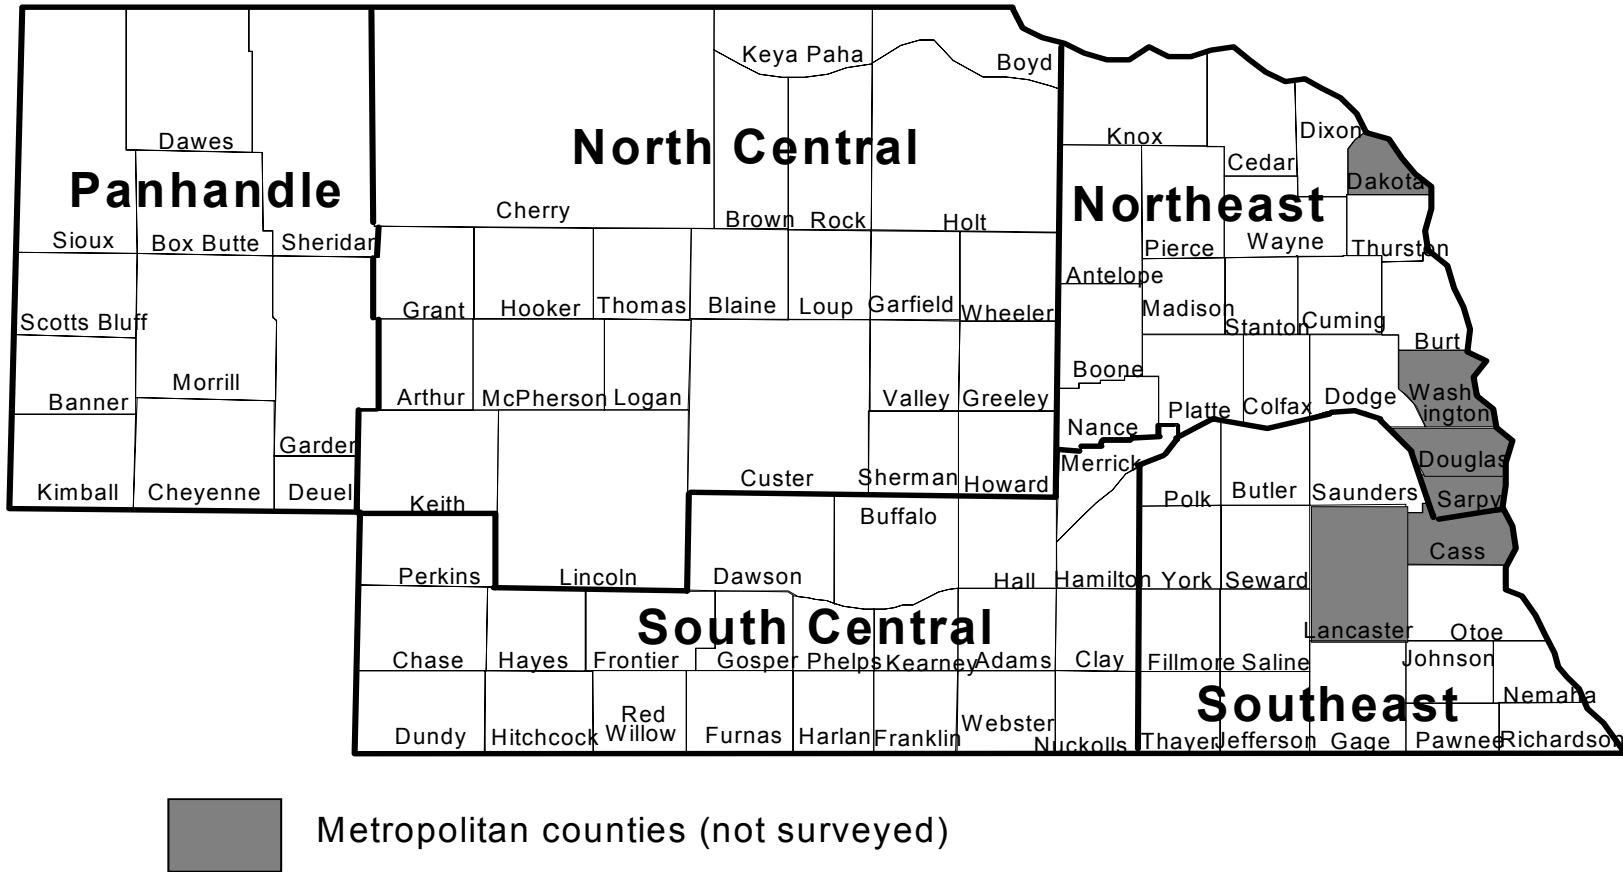 Keya Paha
Boyd
Dawes
North Central
Knox
Dixon
Cedar
Panhandle
Dakota
Northeast
Cherry
Brown
Rock
Holt
Sioux
Box Butte
Sheridan
Pierce
Wayne
Thurston
Antelope
Scotts Bluff
Grant
Hooker
Thomas
Blaine
Loup
Garfield
Wheeler
Madison
Stanton
Cuming
Burt
Banner
Morrill
Arthur
McPherson
Logan
Valley
Greeley
Boone
Platte
Colfax
Dodge
Wash
ington
Nance
Garden
Merrick
Douglas
Kimball
Cheyenne
Deuel
Keith
Custer
Sherman
Howard
Polk
Butler
Saunders
Sarpy
Buffalo
Cass
Perkins
Lincoln
Dawson
Hall
Hamilton
York
Seward
South Central
Lancaster
Otoe
Chase
Hayes
Frontier
Gosper
Phelps
Kearney
Adams
Clay
Fillmore
Saline
Johnson
Southeast
Nemaha
Dundy
Hitchcock
Red
Willow
Furnas
Harlan
Franklin
Webster
Nuckolls
Thayer
Jefferson
Gage
Pawnee
Richardson
Metropolitan counties (not surveyed)